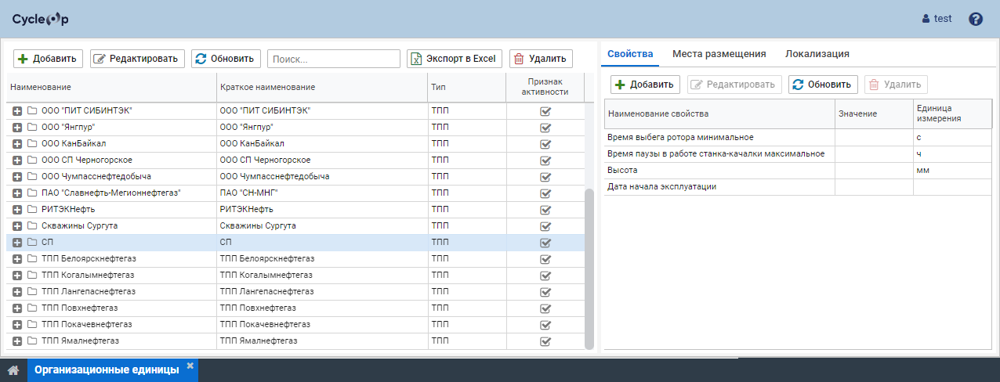 CycleOp
test
Добавить Редактировать Обновить Поиск... Экспорт в Excel Удалить
Свойства Места размещения Локализация
Добавить Редактировать Обновить Удалить
Наименование Краткое наименование Тип Признак активности
ООО "ПИТ СИБИНТЭК" ООО "ПИТ СИБИНТЭК" ТПП
ООО "Янгпур" ООО "Янгпур" ТПП
ООО КанБайкал ООО КанБайкал ТПП
ООО СП Черногорское ООО СП Черногорское ТПП
ООО Чумпасснефтедобыча ООО Чумпасснефтедобыча ТПП
ПАО "Славнефть-Мегионнефтегаз" ПАО "СН-МНГ" ТПП
РИТЭКНефть РИТЭКНефть ТПП
Скважины Сургута Скважины Сургута ТПП
СП СП ТПП
ТПП Белоярскнефтегаз ТПП Белоярскнефтегаз ТПП
ТПП Когалымнефтегаз ТПП Когалымнефтегаз ТПП
ТПП Лангепаснефтегаз ТПП Лангепаснефтегаз ТПП
ТПП Повхнефтегаз ТПП Повхнефтегаз ТПП
ТПП Покачевнефтегаз ТПП Покачевнефтегаз ТПП
ТПП Ямалнефтегаз ТПП Ямалнефтегаз ТПП
Наименование свойства Значение Единица измерения
Время выбега ротора минимальное с
Время паузы в работе станка-качалки максимальное ч
Высота мм
Дата начала эксплуатации
Организационные единицы